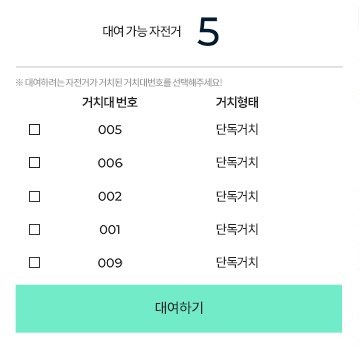 대여 가능 자전거 5
※ 대여하려는 자전거가 거치된 거치대번호를 선택해주세요!
거치대 번호 거치형태
005 단독거치
006 단독거치
002 단독거치
001 단독거치
009 단독거치
대여하기